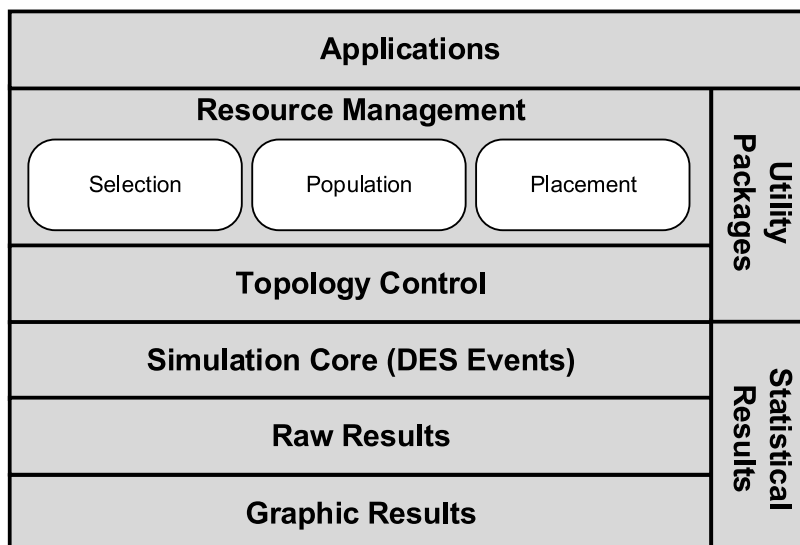 Applications
Resource Management
Selection
Population
Placement
Utility
Packages
Topology Control
Simulation Core (DES Events)
Raw Results
Graphic Results
Statistical
Results